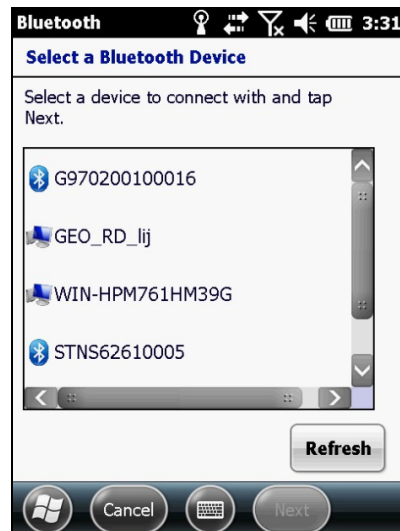 Bluetooth 3:31
Select a Bluetooth Device
Select a device to connect with and tap
Next.
G970200100016
GEO_RD_lij
WIN-HPM761HM39G
STNS62610005
Refresh
Cancel Next